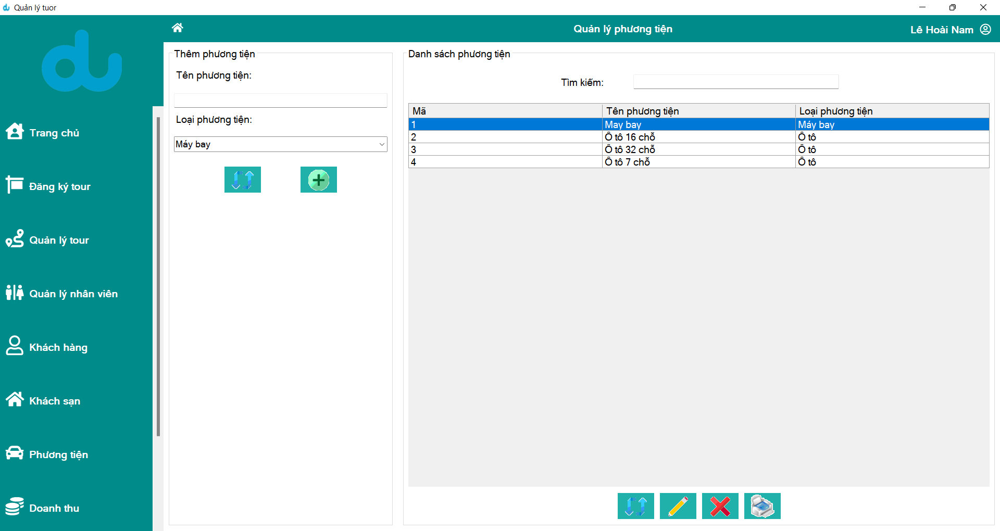 Quản lý tuor
Quản lý phương tiện
Lê Hoài Nam
Trang chủ
Đăng ký tour
Quản lý tour
Quản lý nhân viên
Khách hàng
Khách sạn
Phương tiện
Doanh thu
Thêm phương tiện
Tên phương tiện:
Loại phương tiện:
Máy bay
Danh sách phương tiện
Tìm kiếm:
Mã Tên phương tiện Loại phương tiện
1 May bay Máy bay
2 Ô tô 16 chỗ Ô tô
3 Ô tô 32 chỗ Ô tô
4 Ô tô 7 chỗ Ô tô